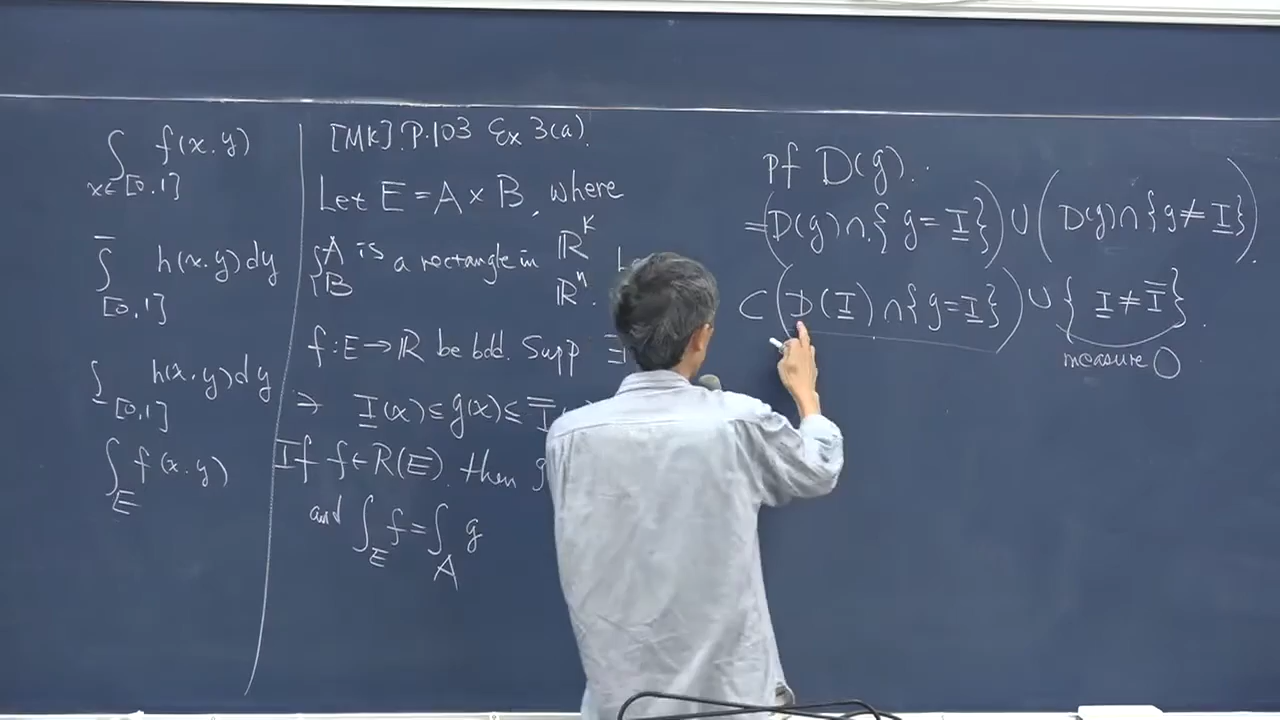 ∫_{x∈[0,1]} f(x,y)
∫̄_{[0,1]} h(x,y)dy
∫̲_{[0,1]} h(x,y)dy
∫_E f(x,y)
[MK]. P.103 Ex 3(a).
Let E = A × B, where
{A B is a rectangle in ℝ^k ℝ^n.
f: E → ℝ be bdd. Supp ∃
∋ I̲(x) ≤ g(x) ≤ Ī
If f ∈ R(E). then g
and ∫_E f = ∫_A g
pf D(g).
= (D(g) ∩ {g = I̲}) ∪ (D(g) ∩ {g ≠ I̲}).
⊂ (D(I̲) ∩ {g = I̲}) ∪ {I̲ ≠ Ī}.
measure 0